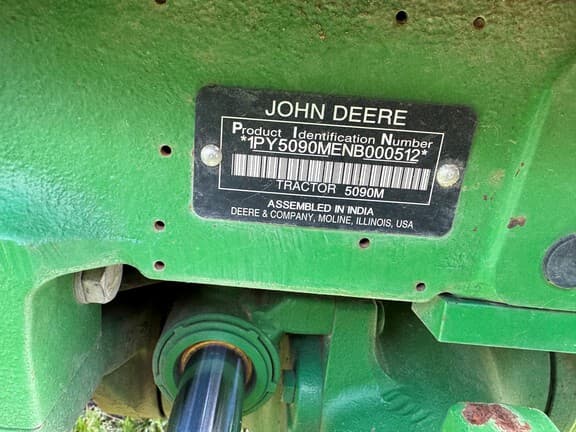 JOHN DEERE
Product Identification Number
*1PY5090MENB000512*
TRACTOR 5090M
ASSEMBLED IN INDIA
DEERE & COMPANY, MOLINE, ILLINOIS, USA